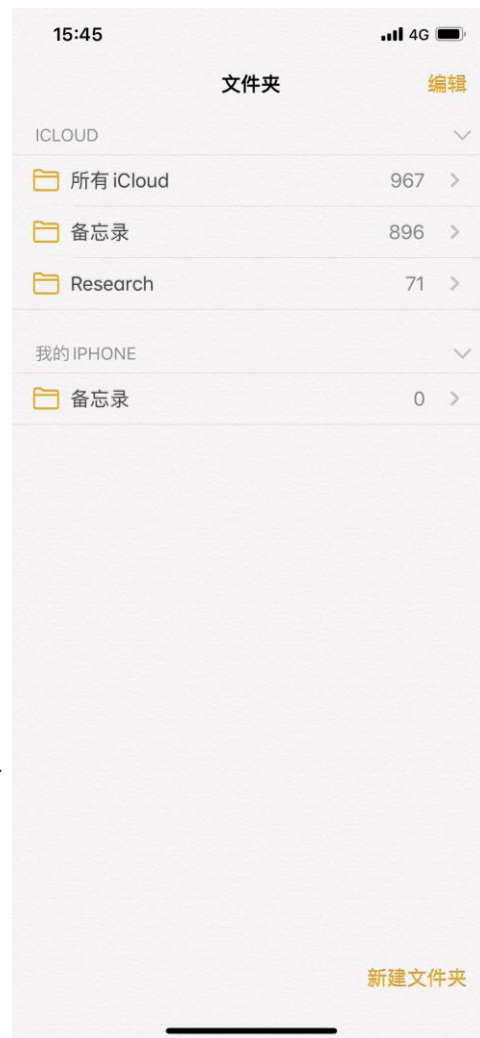 15:45 4G
文件夹 编辑
ICLOUD
所有 iCloud 967
备忘录 896
Research 71
我的 IPHONE
备忘录 0
新建文件夹